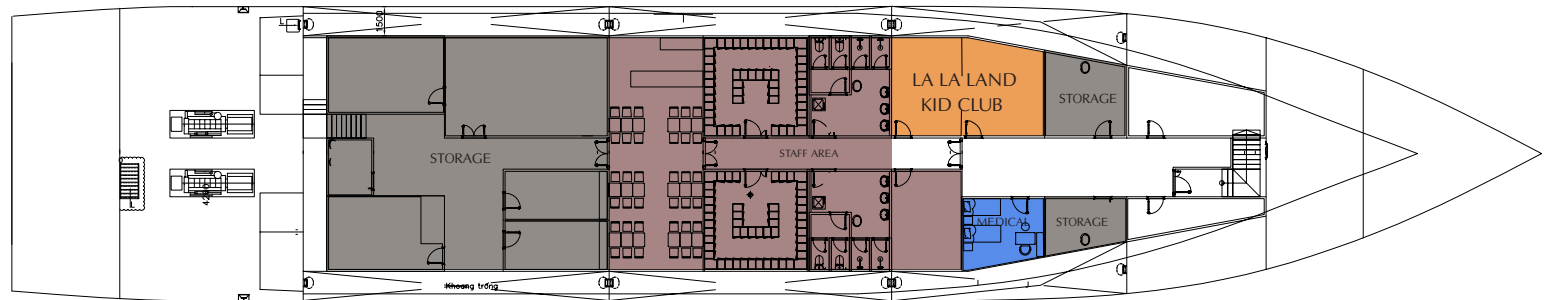 L
1500
LA LA LAND
KID CLUB
STORAGE
STORAGE
STAFF AREA
L
MEDICAL
STORAGE
Khoang trống